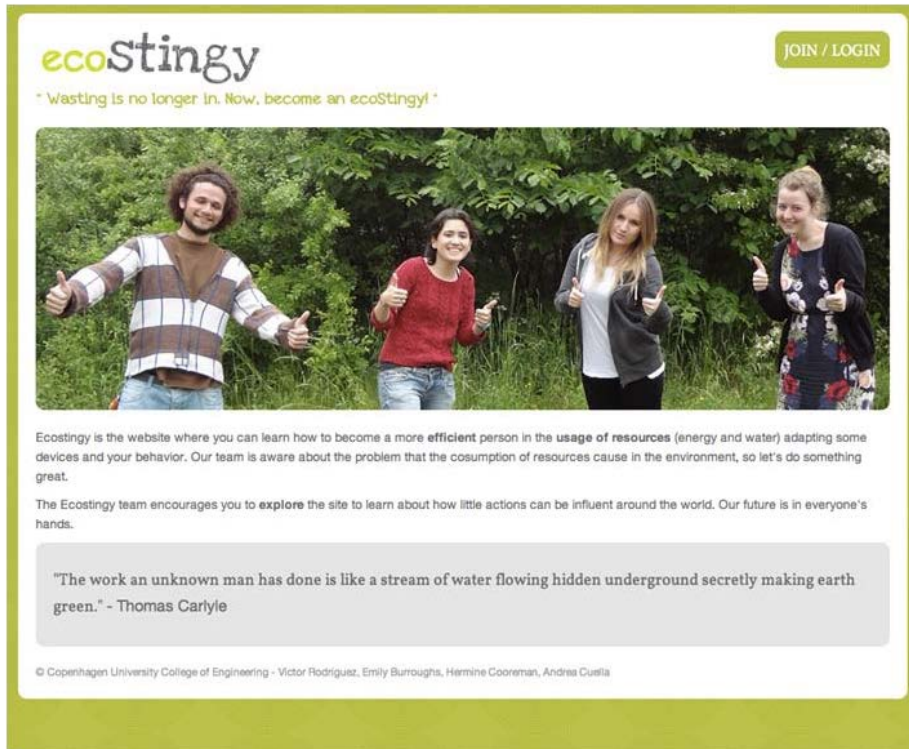 ecoStingy
JOIN / LOGIN
" Wasting is no longer in. Now, become an ecoStingy! "
Ecostingy is the website where you can learn how to become a more efficient person in the usage of resources (energy and water) adapting some
devices and your behavior. Our team is aware about the problem that the cosumption of resources cause in the environment, so let's do something
great.
The Ecostingy team encourages you to explore the site to learn about how little actions can be influent around the world. Our future is in everyone's
hands.
"The work an unknown man has done is like a stream of water flowing hidden underground secretly making earth
green." - Thomas Carlyle
© Copenhagen University College of Engineering - Victor Rodriguez, Emily Burroughs, Hermine Cooreman, Andrea Cuella